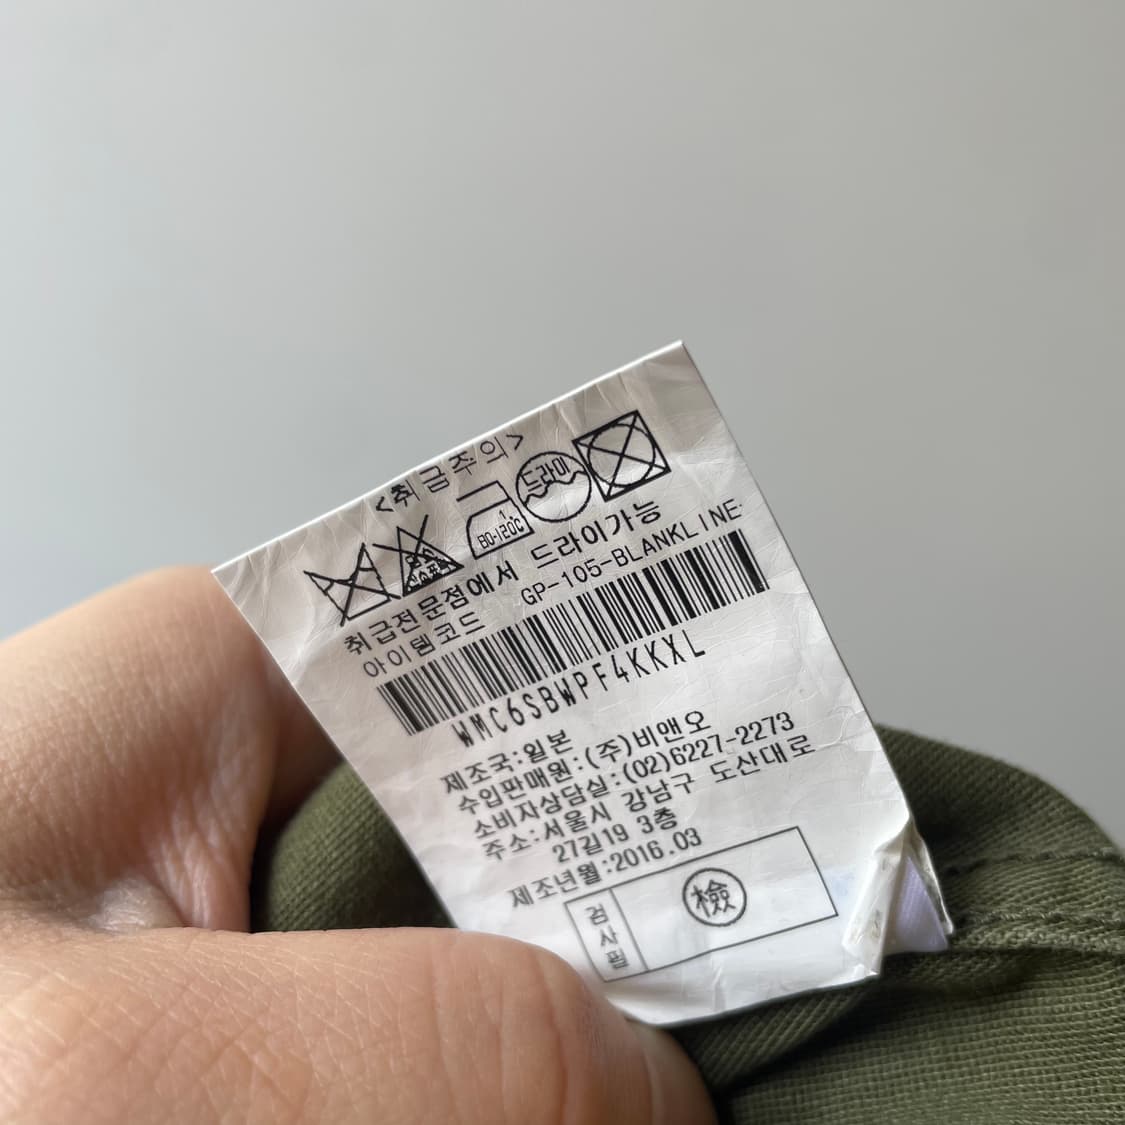 <취급주의>
80-120℃
드라이
취급전문점에서 드라이가능
아이템코드 GP-105-BLANKLINE-
WMC6SBWPF4KKXL
제조국:일본
수입판매원:(주)비앤오
소비자상담실:(02)6227-2273
주소:서울시 강남구 도산대로
27길19 3층
제조년월:2016.03
검사필
檢